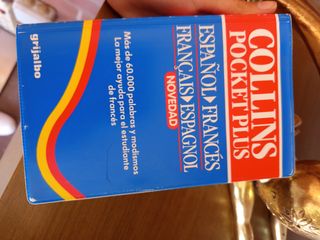 COLLINS
POCKET PLUS
ESPAÑOL▸FRANCÉS
FRANÇAIS▸ESPAGNOL
NOVEDAD
Más de 60.000 palabras y modismos
La mejor ayuda para el estudiante
de francés
grijalbo